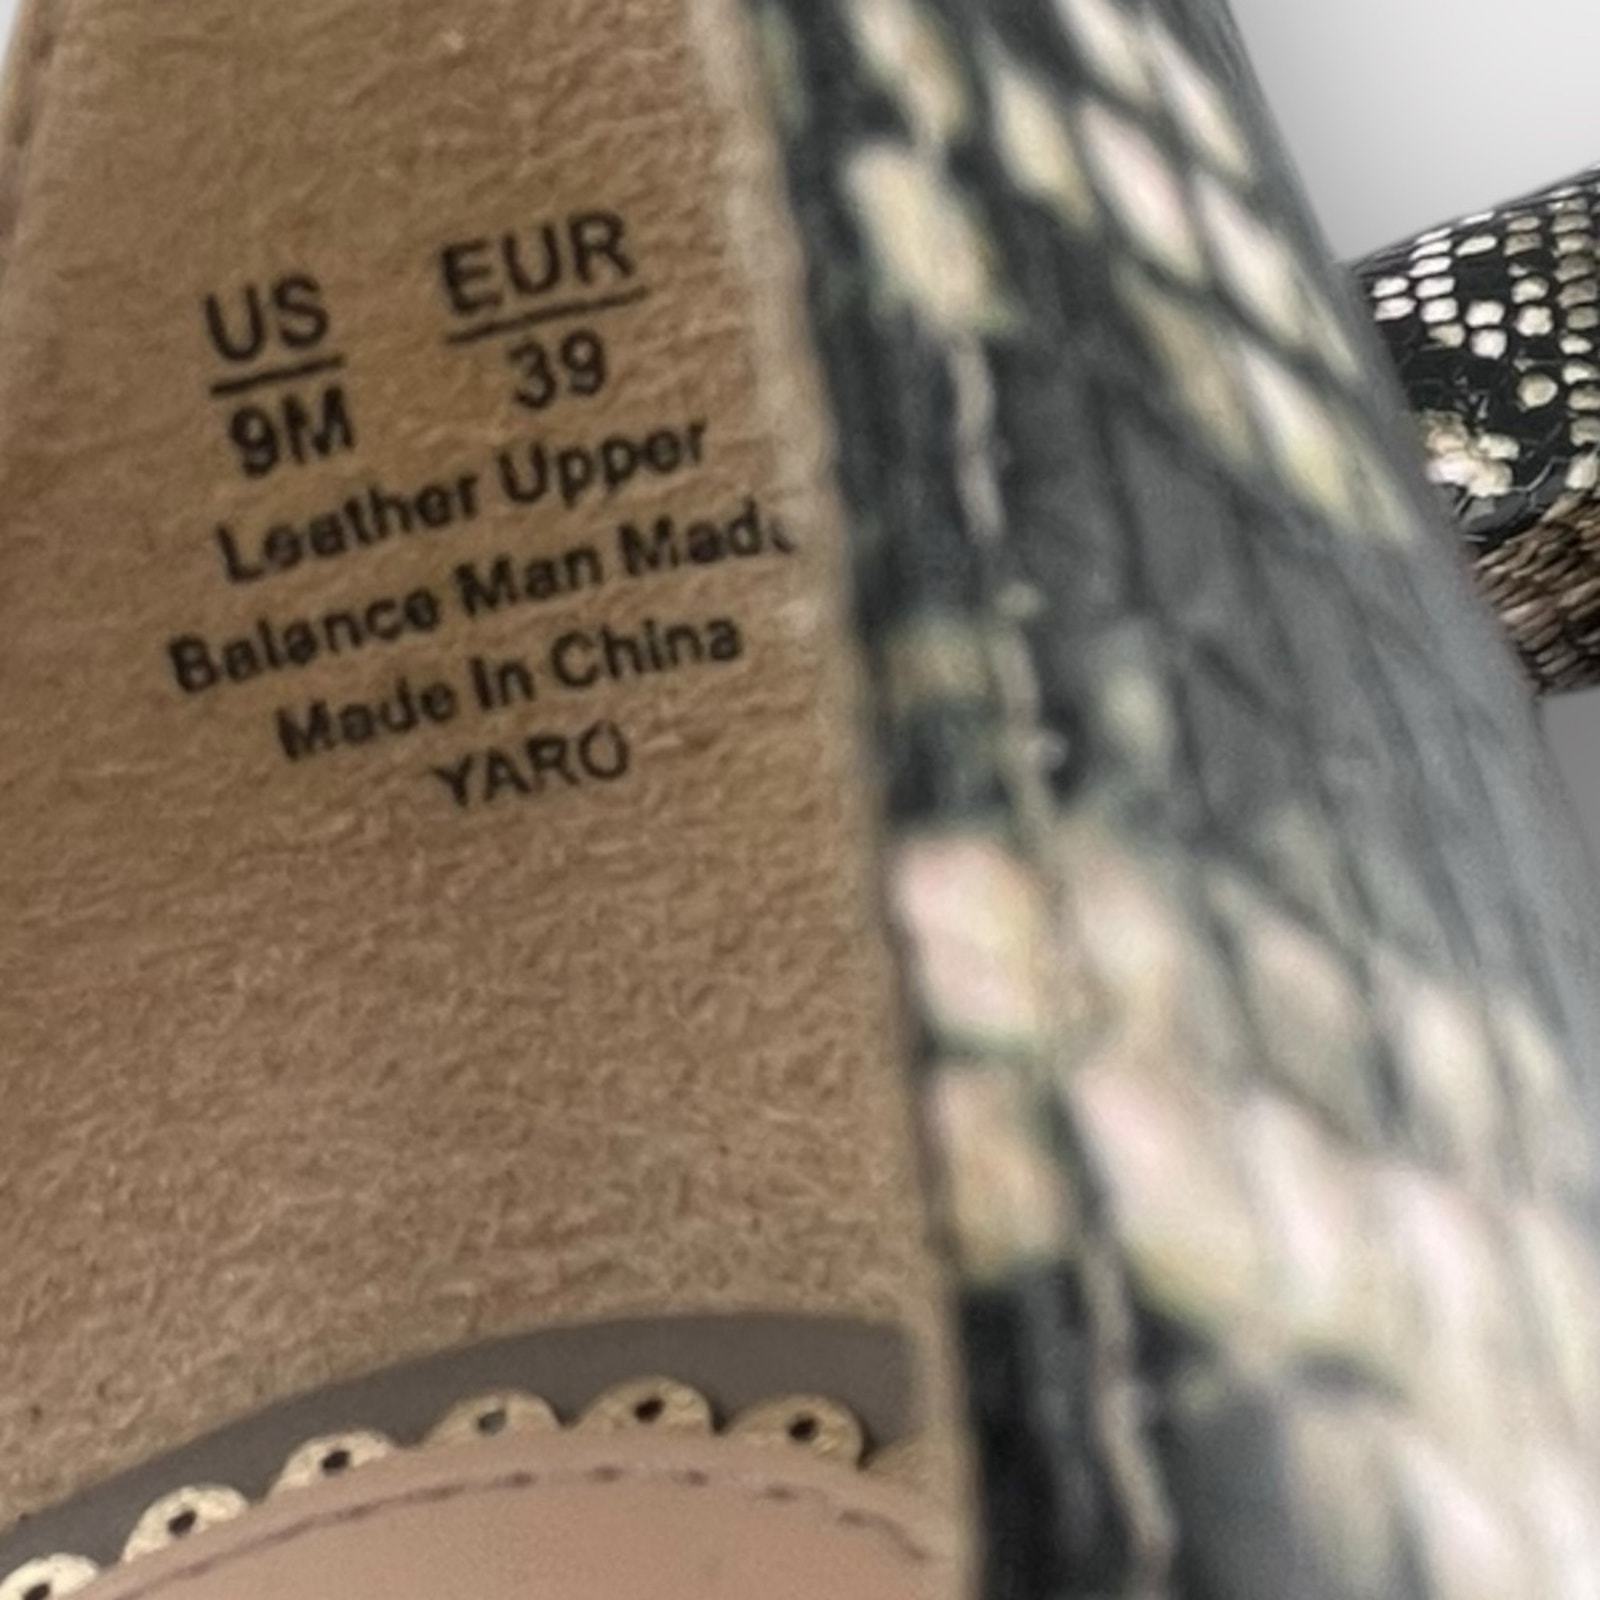 US EUR
9M 39
Leather Upper
Balance Man Made
Made In China
YARO